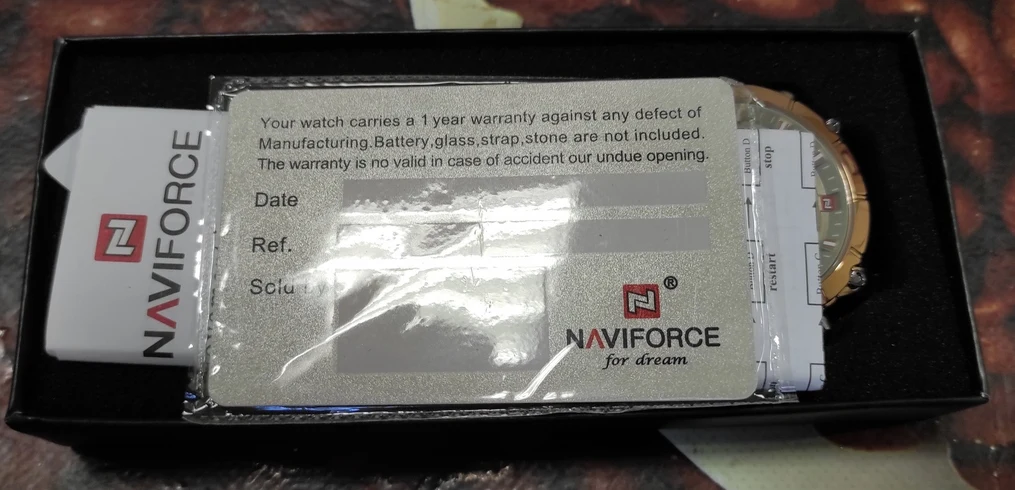 Your watch carries a 1 year warranty against any defect of
Manufacturing.Battery,glass,strap,stone are not included.
The warranty is no valid in case of accident our undue opening.
Date
Ref.
NAVIFORCE
®
NAVIFORCE
for dream
Button D
stop
restart